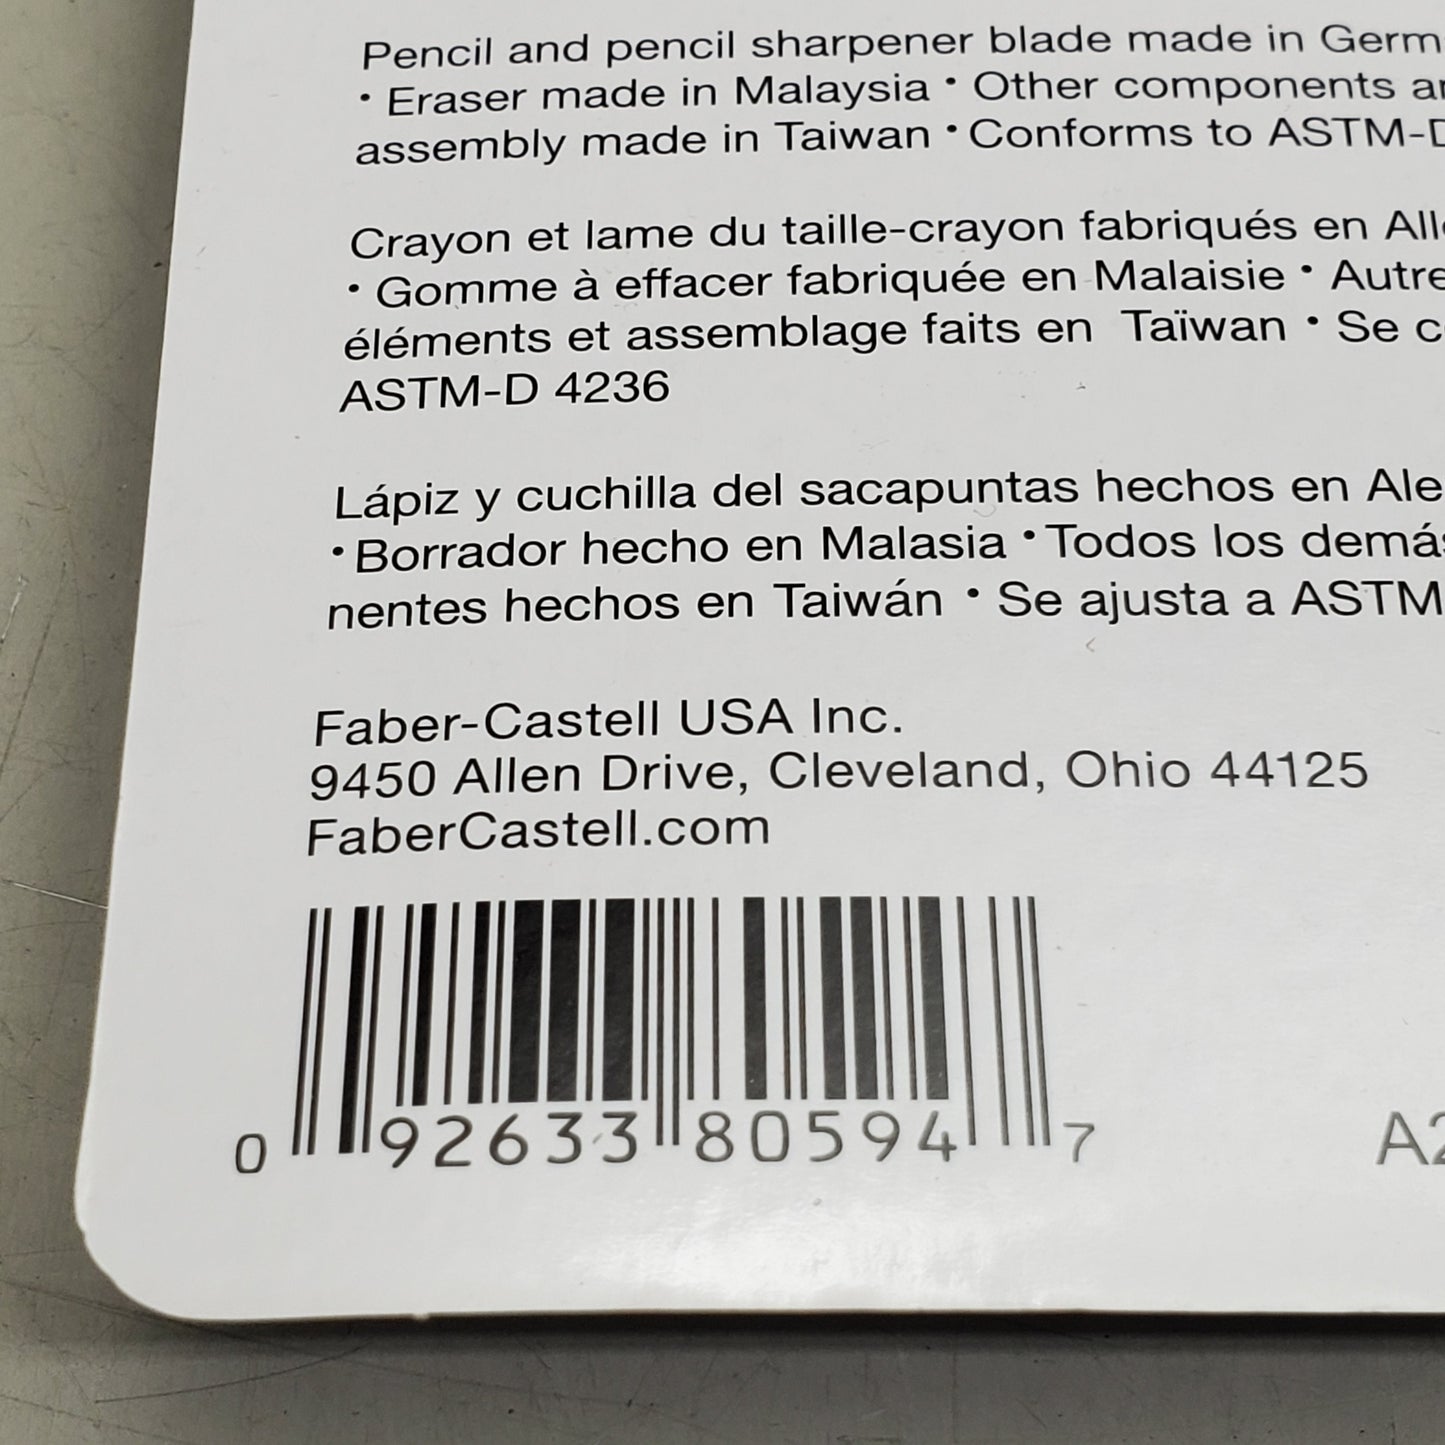 Pencil and pencil sharpener blade made in Germ
• Eraser made in Malaysia • Other components
assembly made in Taiwan • Conforms to ASTM-D
Crayon et lame du taille-crayon fabriqués en All
• Gomme à effacer fabriquée en Malaisie • Autre
éléments et assemblage faits en Taïwan • Se c
ASTM-D 4236
Lápiz y cuchilla del sacapuntas hechos en Ale
• Borrador hecho en Malasia • Todos los demás
nentes hechos en Taiwán • Se ajusta a ASTM
Faber-Castell USA Inc.
9450 Allen Drive, Cleveland, Ohio 44125
FaberCastell.com
0 92633 80594 7
A2